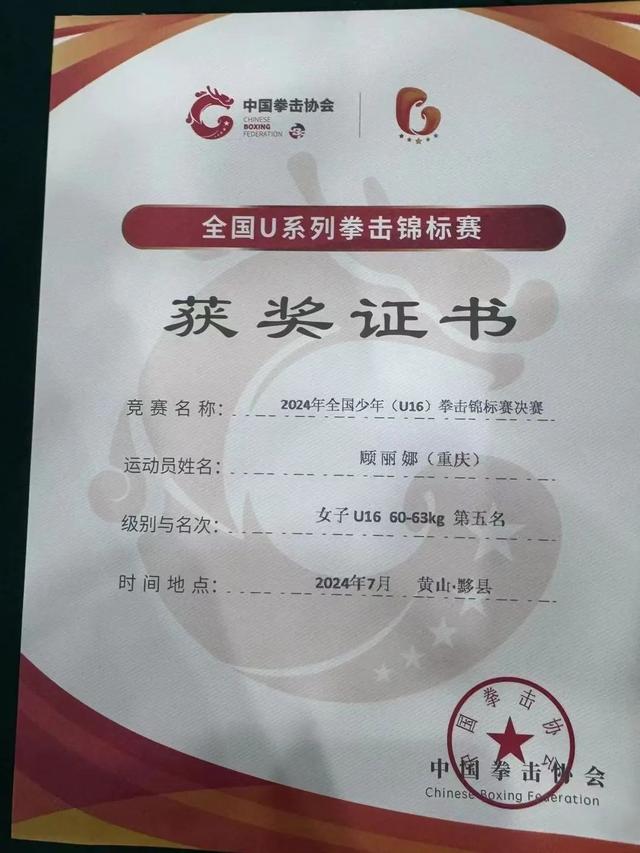 中国拳击协会
CHINESE
BOXING
FEDERATION
全国U系列拳击锦标赛
获奖证书
竞赛名称： 2024年全国少年（U16）拳击锦标赛决赛
运动员姓名： 顾丽娜（重庆）
级别与名次： 女子U16 60-63kg 第五名
时间地点： 2024年7月 黄山·黟县
中国拳击协会
中国拳击协会
Chinese Boxing Federation